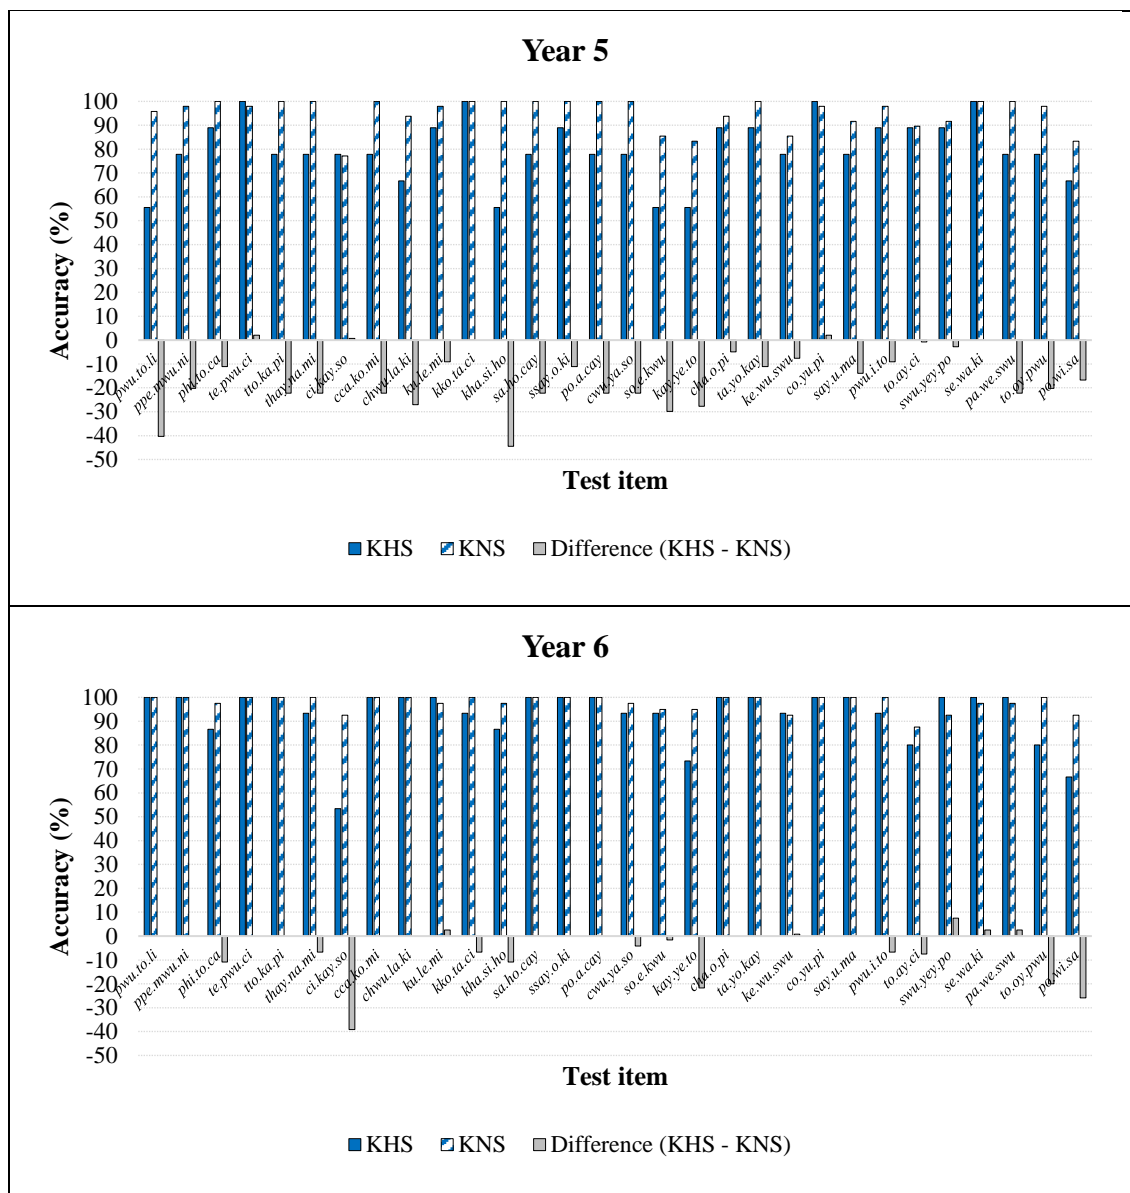 Year 5
Accuracy (%)
100
90
80
70
60
50
40
30
20
10
0
-10
-20
-30
-40
-50
pwu.to.li
ppe.mwu.ni
phi.to.ca
te.pwu.ci
tto.ka.pi
thay.na.mi
ci.kay.so
cca.ko.mi
chwu.la.ki
ku.le.mi
kko.ta.ci
kha.si.ho
sa.ho.cay
ssay.o.ki
po.a.cay
cwu.ya.so
so.e.kwu
kay.ye.to
cha.o.pi
ta.yo.kay
ke.wu.swu
co.yu.pi
say.u.ma
pwu.i.to
to.ay.ci
swu.yey.po
se.wa.ki
pa.we.swu
to.oy.pwu
pa.wi.sa
Test item
KHS KNS Difference (KHS - KNS)
Year 6
Accuracy (%)
100
90
80
70
60
50
40
30
20
10
0
-10
-20
-30
-40
-50
pwu.to.li
ppe.mwu.ni
phi.to.ca
te.pwu.ci
tto.ka.pi
thay.na.mi
ci.kay.so
cca.ko.mi
chwu.la.ki
ku.le.mi
kko.ta.ci
kha.si.ho
sa.ho.cay
ssay.o.ki
po.a.cay
cwu.ya.so
so.e.kwu
kay.ye.to
cha.o.pi
ta.yo.kay
ke.wu.swu
co.yu.pi
say.u.ma
pwu.i.to
to.ay.ci
swu.yey.po
se.wa.ki
pa.we.swu
to.oy.pwu
pa.wi.sa
Test item
KHS KNS Difference (KHS - KNS)